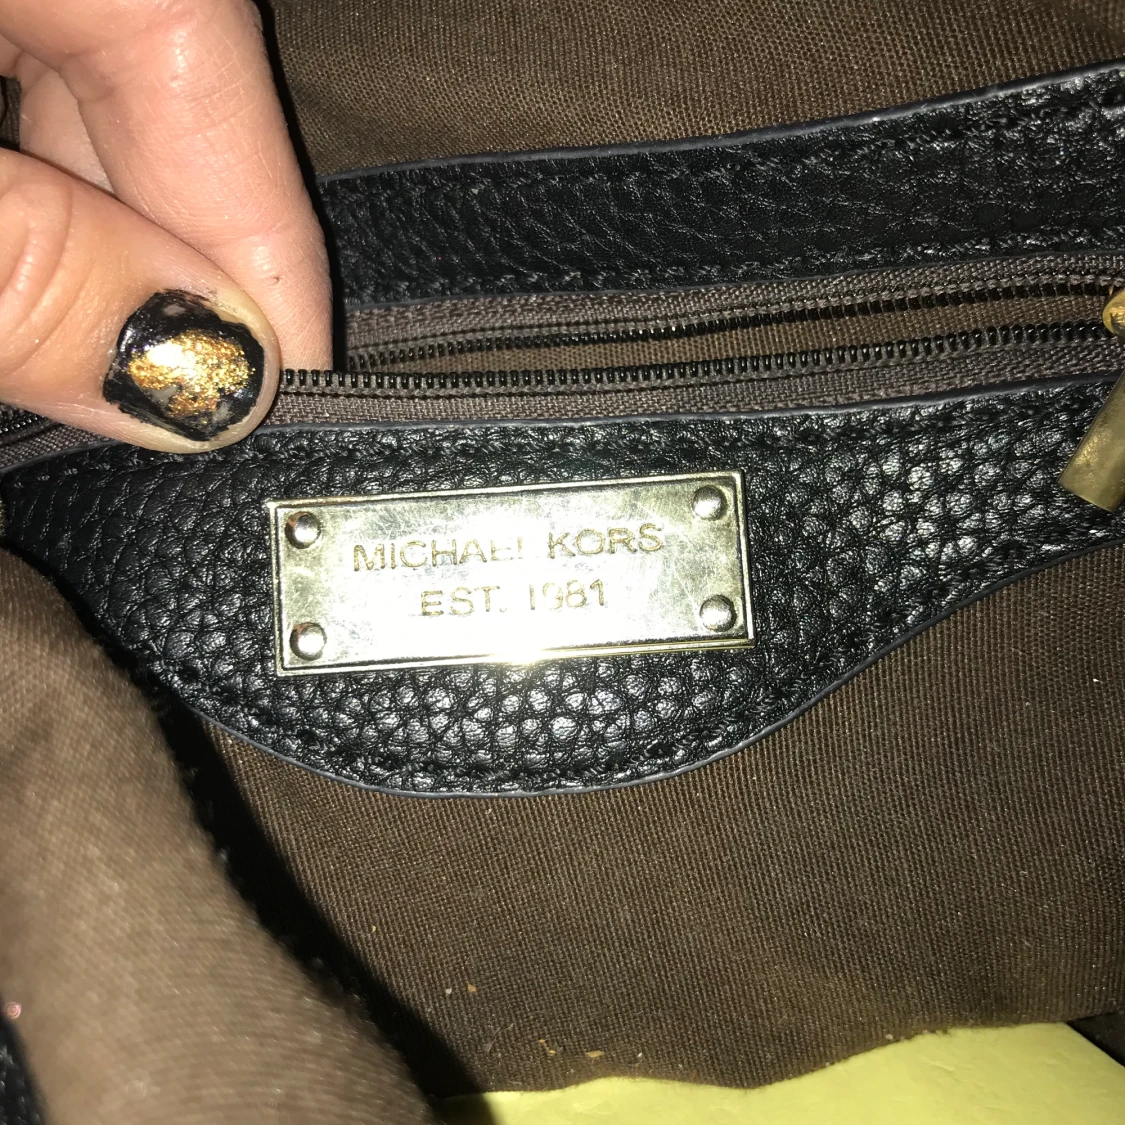 MICHAEL KORS
EST. 1981